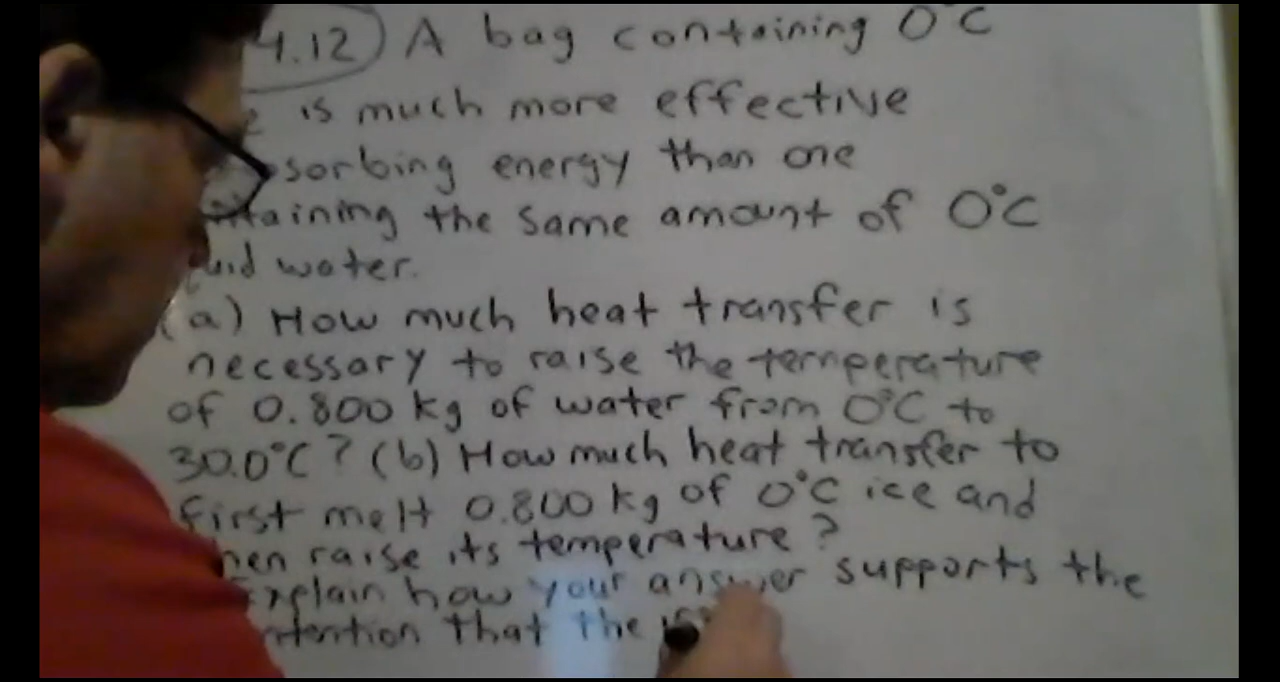 4.12) A bag containing 0°C
is much more effective
sorbing energy than one
taining the same amount of 0°C
uid water.
(a) How much heat transfer is
necessary to raise the temperature
of 0.800 kg of water from 0°C to
30.0°C? (b) How much heat transfer to
first melt 0.800 kg of 0°C ice and
hen raise its temperature?
xplain how your answer supports the
ntention that the